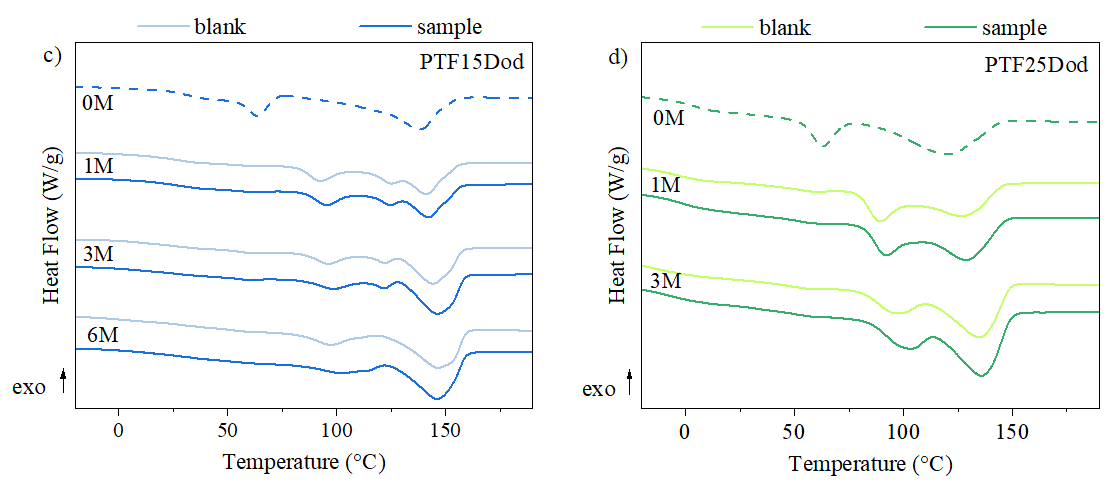 blank sample
c) PTF15Dod
0M
1M
3M
6M
exo
Heat Flow (W/g)
0 50 100 150
Temperature (°C)
blank sample
d) PTF25Dod
0M
1M
3M
exo
Heat Flow (W/g)
0 50 100 150
Temperature (°C)